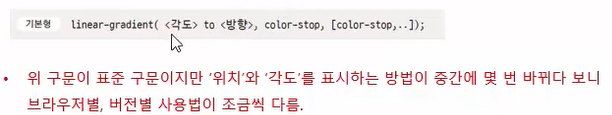 기본형 linear-gradient( <각도> to <방향>, color-stop, [color-stop,..]);
• 위 구문이 표준 구문이지만 '위치'와 '각도'를 표시하는 방법이 중간에 몇 번 바뀌다 보니
브라우저별, 버전별 사용법이 조금씩 다름.